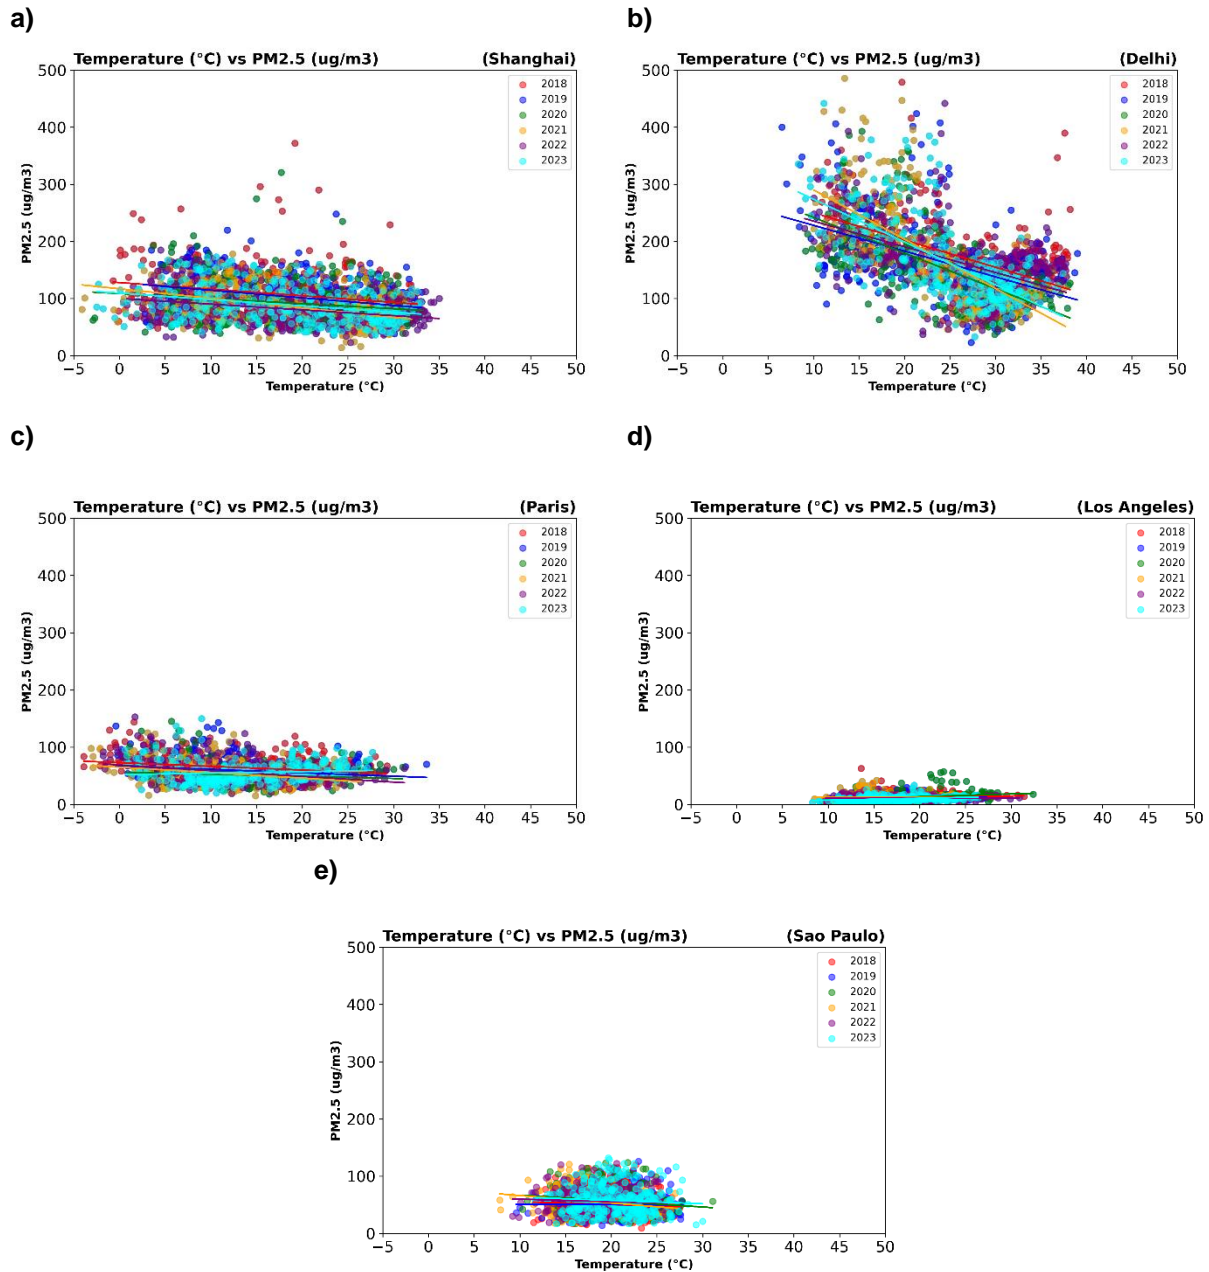 a)
Temperature (°C) vs PM2.5 (ug/m3) (Shanghai)
500
400
300
200
100
0
PM2.5 (ug/m3)
2018
2019
2020
2021
2022
2023
−5 0 5 10 15 20 25 30 35 40 45 50
Temperature (°C)
b)
Temperature (°C) vs PM2.5 (ug/m3) (Delhi)
500
400
300
200
100
0
PM2.5 (ug/m3)
2018
2019
2020
2021
2022
2023
−5 0 5 10 15 20 25 30 35 40 45 50
Temperature (°C)
c)
Temperature (°C) vs PM2.5 (ug/m3) (Paris)
500
400
300
200
100
0
PM2.5 (ug/m3)
2018
2019
2020
2021
2022
2023
−5 0 5 10 15 20 25 30 35 40 45 50
Temperature (°C)
d)
Temperature (°C) vs PM2.5 (ug/m3) (Los Angeles)
500
400
300
200
100
0
PM2.5 (ug/m3)
2018
2019
2020
2021
2022
2023
−5 0 5 10 15 20 25 30 35 40 45 50
Temperature (°C)
e)
Temperature (°C) vs PM2.5 (ug/m3) (Sao Paulo)
500
400
300
200
100
0
PM2.5 (ug/m3)
2018
2019
2020
2021
2022
2023
−5 0 5 10 15 20 25 30 35 40 45 50
Temperature (°C)